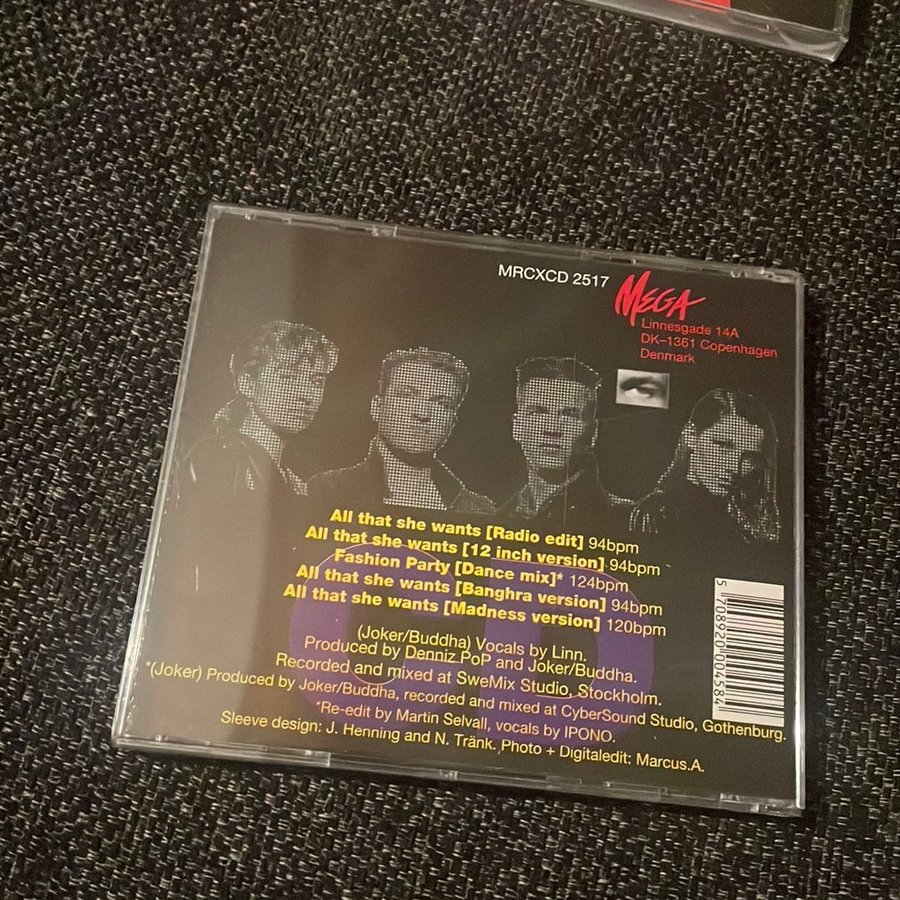 MRCXCD 2517
MEGA
Linnesgade 14A
DK–1361 Copenhagen
Denmark
All that she wants [Radio edit] 94bpm
All that she wants [12 inch version] 94bpm
Fashion Party [Dance mix]* 124bpm
All that she wants [Banghra version] 94bpm
All that she wants [Madness version] 120bpm
(Joker/Buddha) Vocals by Linn.
Produced by Denniz PoP and Joker/Buddha.
Recorded and mixed at SweMix Studio, Stockholm.
*(Joker) Produced by Joker/Buddha, recorded and mixed at CyberSound Studio, Gothenburg.
*Re-edit by Martin Selvall, vocals by IPONO.
Sleeve design: J. Henning and N. Tränk. Photo + Digitaledit: Marcus.A.
5 708920 004584